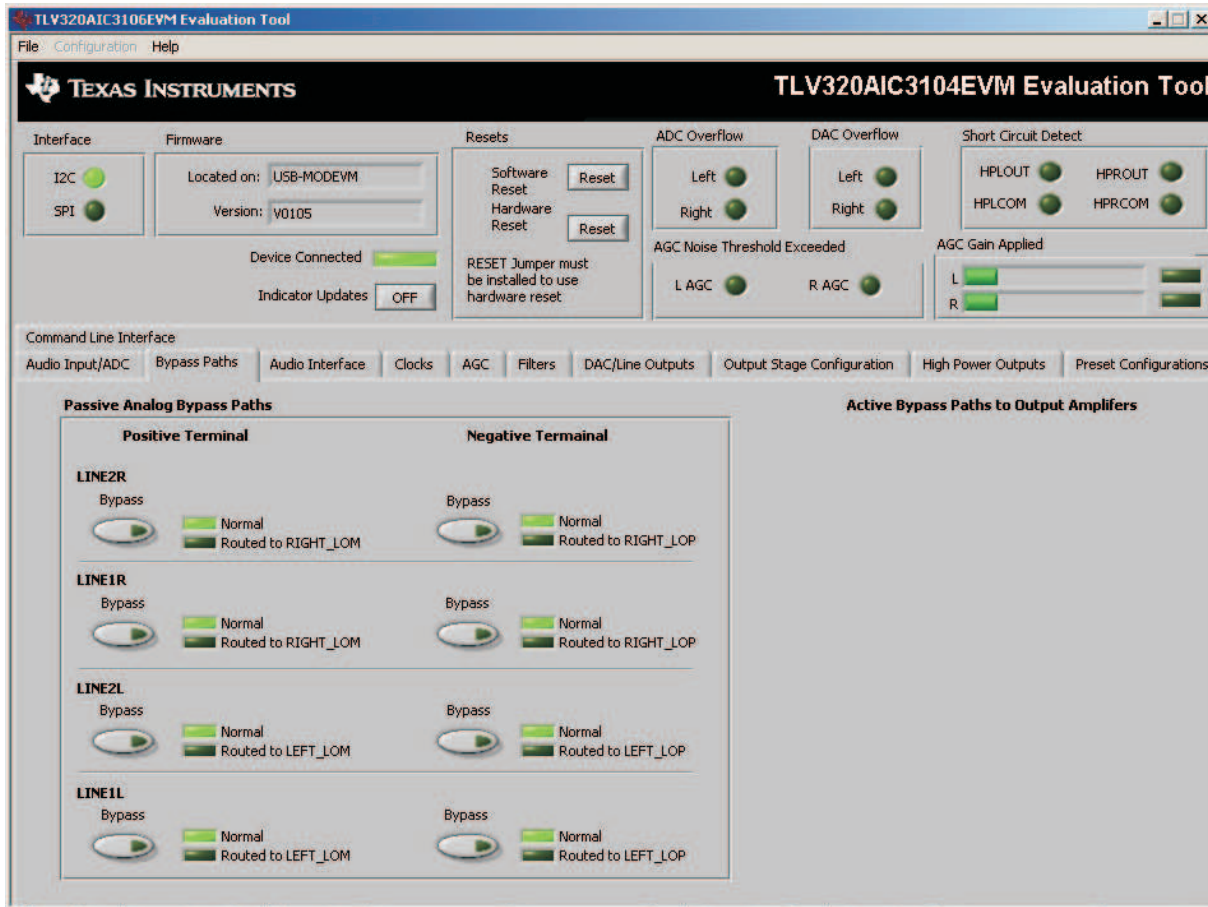 TLV320AIC3106EVM Evaluation Tool
File Configuration Help
TEXAS INSTRUMENTS
TLV320AIC3104EVM Evaluation Tool
Interface
I2C
SPI
Firmware
Located on: USB-MODEVM
Version: V0105
Device Connected
Indicator Updates OFF
Resets
Software Reset Reset
Hardware Reset Reset
RESET Jumper must
be installed to use
hardware reset
ADC Overflow
Left
Right
DAC Overflow
Left
Right
Short Circuit Detect
HPLOUT HPROUT
HPLCOM HPRCOM
AGC Noise Threshold Exceeded
L AGC R AGC
AGC Gain Applied
L
R
Command Line Interface
Audio Input/ADC Bypass Paths Audio Interface Clocks AGC Filters DAC/Line Outputs Output Stage Configuration High Power Outputs Preset Configurations
Passive Analog Bypass Paths
Active Bypass Paths to Output Amplifers
Positive Terminal Negative Termainal
LINE2R
Bypass Bypass
Normal Normal
Routed to RIGHT_LOM Routed to RIGHT_LOP
LINE1R
Bypass Bypass
Normal Normal
Routed to RIGHT_LOM Routed to RIGHT_LOP
LINE2L
Bypass Bypass
Normal Normal
Routed to LEFT_LOM Routed to LEFT_LOP
LINE1L
Bypass Bypass
Normal Normal
Routed to LEFT_LOM Routed to LEFT_LOP